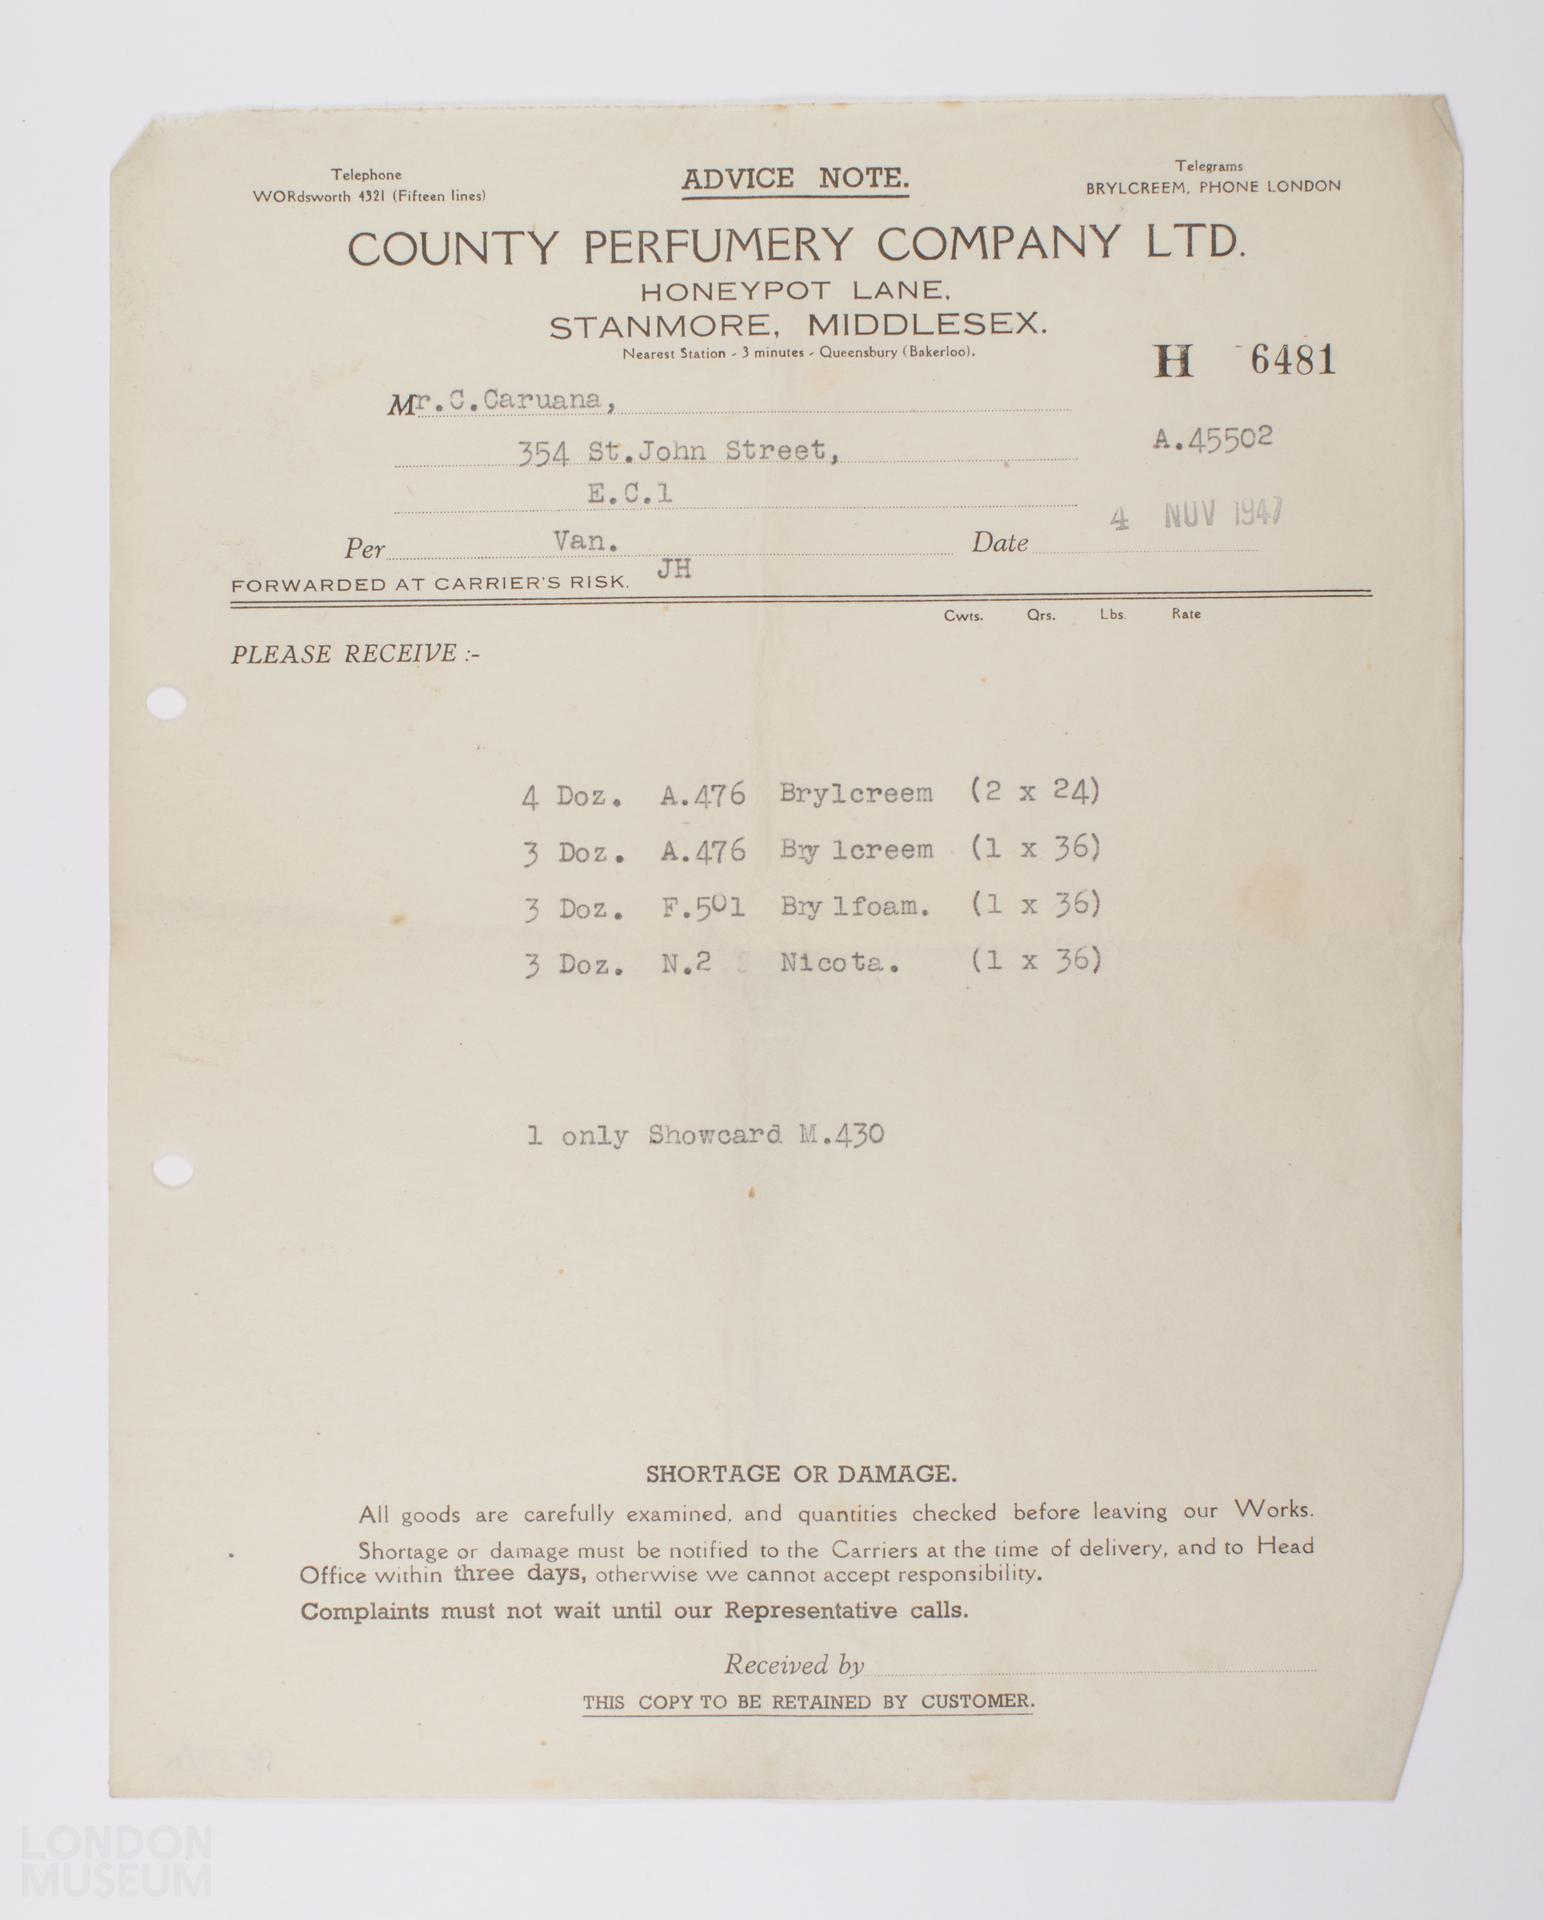 Telephone
WORdsworth 4321 (Fifteen lines)
ADVICE NOTE.
Telegrams
BRYLCREEM, PHONE LONDON
COUNTY PERFUMERY COMPANY LTD.
HONEYPOT LANE,
STANMORE, MIDDLESEX.
Nearest Station - 3 minutes - Queensbury (Bakerloo).
H 6481
Mr.C.Caruana,
354 St.John Street,
A.45502
E.C.1
Per Van. Date 4 NOV 1947
JH
FORWARDED AT CARRIER'S RISK.
Cwts. Qrs. Lbs. Rate
PLEASE RECEIVE :-
4 Doz. A.476 Brylcreem (2 x 24)
3 Doz. A.476 Brylcreem (1 x 36)
3 Doz. F.501 Brylfoam. (1 x 36)
3 Doz. N.2 Nicota. (1 x 36)
1 only Showcard M.430
SHORTAGE OR DAMAGE.
All goods are carefully examined, and quantities checked before leaving our Works.
Shortage or damage must be notified to the Carriers at the time of delivery, and to Head
Office within three days, otherwise we cannot accept responsibility.
Complaints must not wait until our Representative calls.
Received by
THIS COPY TO BE RETAINED BY CUSTOMER.
LONDON
MUSEUM